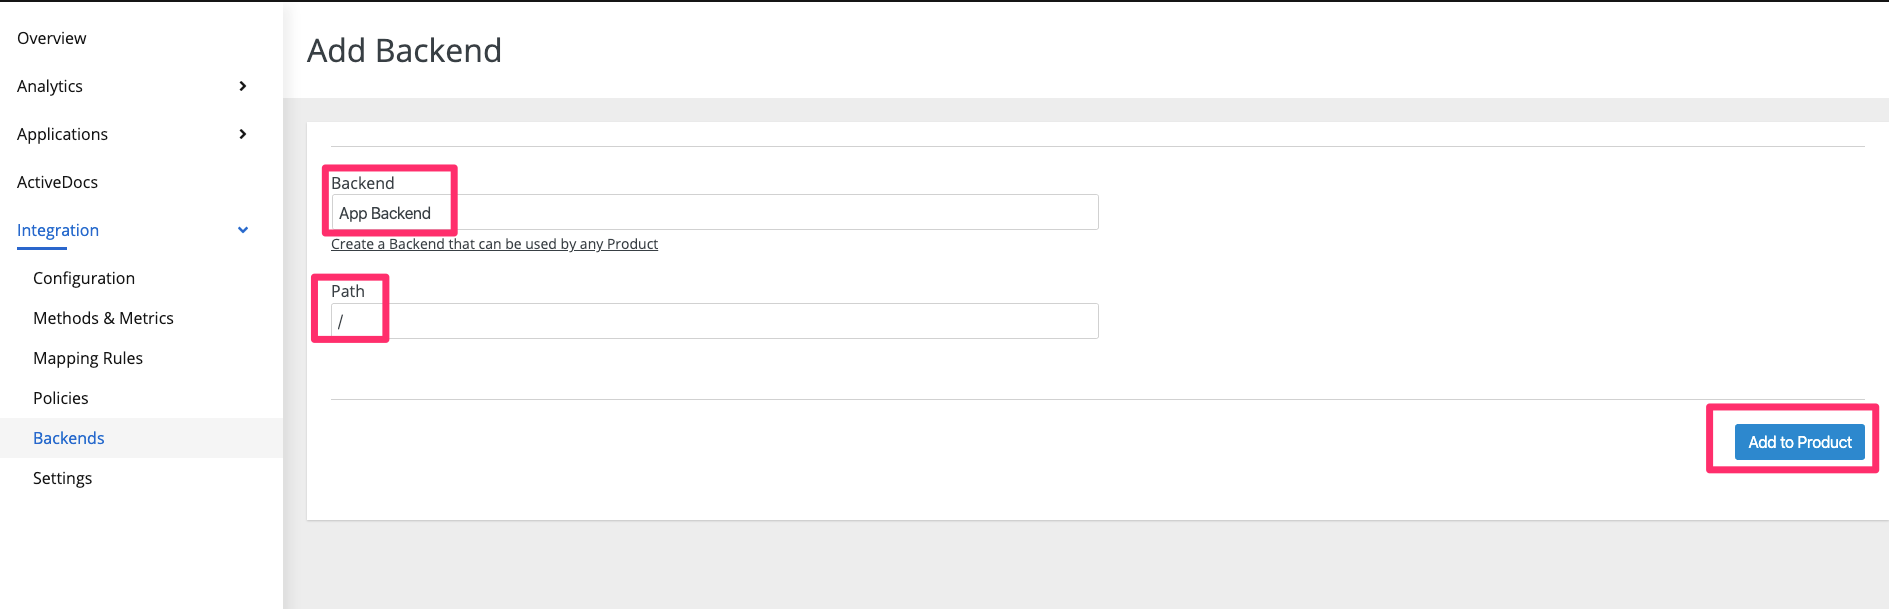 Overview
Analytics
Applications
ActiveDocs
Integration
Configuration
Methods & Metrics
Mapping Rules
Policies
Backends
Settings
Add Backend
Backend
App Backend
Create a Backend that can be used by any Product
Path
/
Add to Product